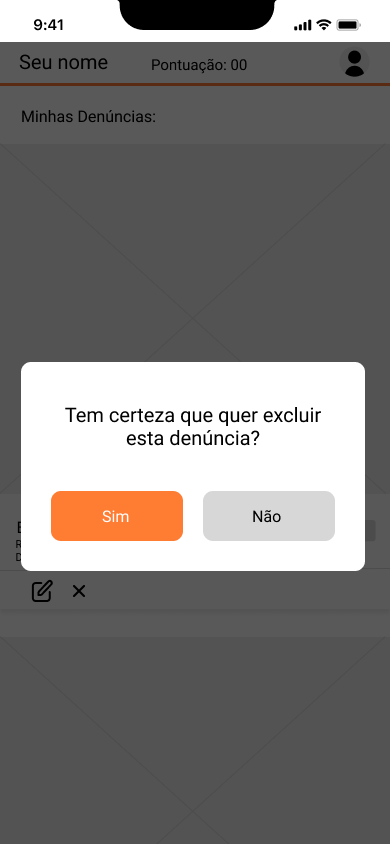 9:41
Seu nome
Pontuação: 00
Minhas Denúncias:
Tem certeza que quer excluir
esta denúncia?
Sim
Não